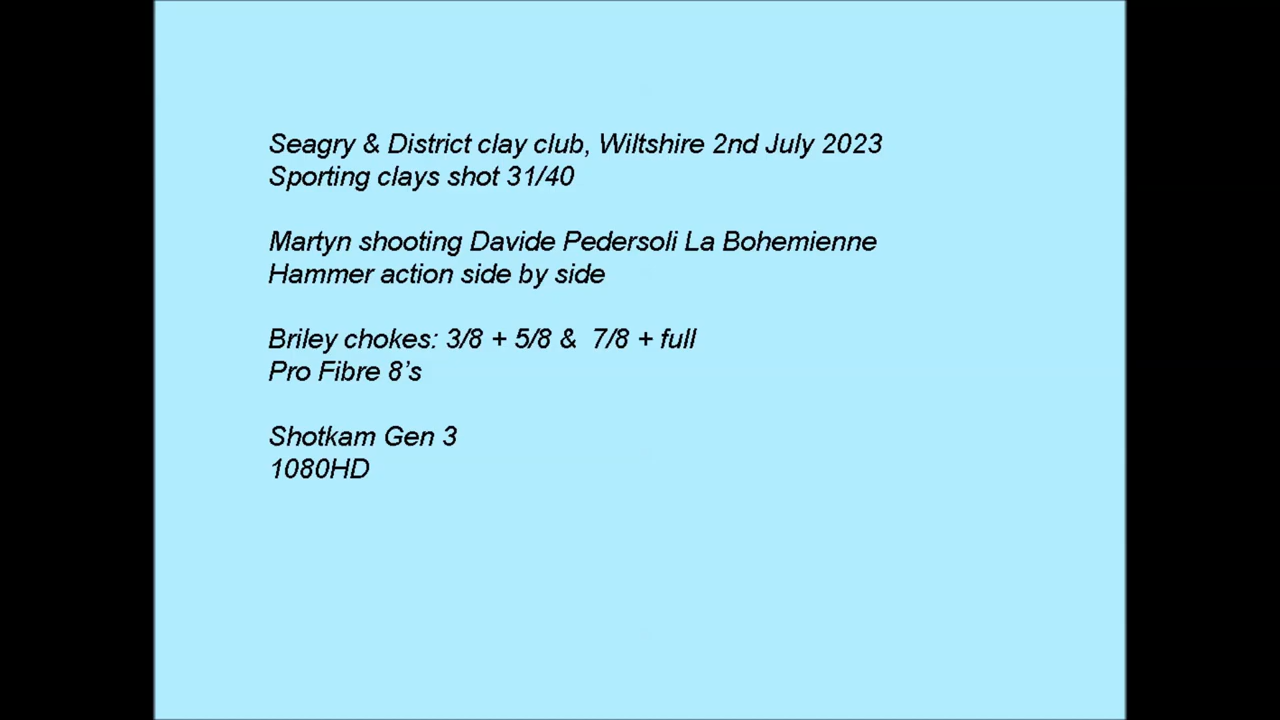 Seagry & District clay club, Wiltshire 2nd July 2023
Sporting clays shot 31/40
Martyn shooting Davide Pedersoli La Bohemienne
Hammer action side by side
Briley chokes: 3/8 + 5/8 &  7/8 + full
Pro Fibre 8’s
Shotkam Gen 3
1080HD